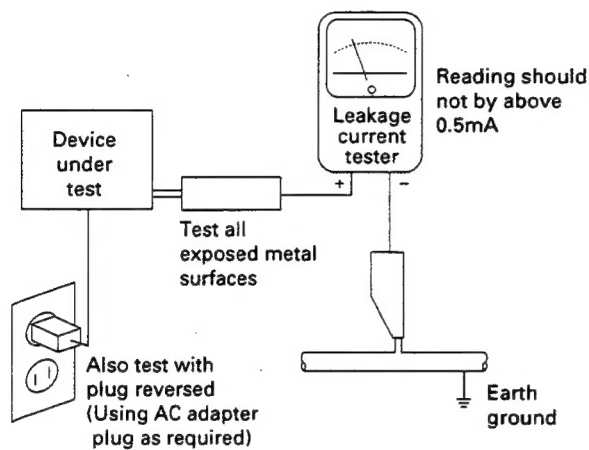 Device
under
test
Leakage
current
tester
+ −
Reading should
not by above
0.5mA
Test all
exposed metal
surfaces
Also test with
plug reversed
(Using AC adapter
plug as required)
Earth
ground